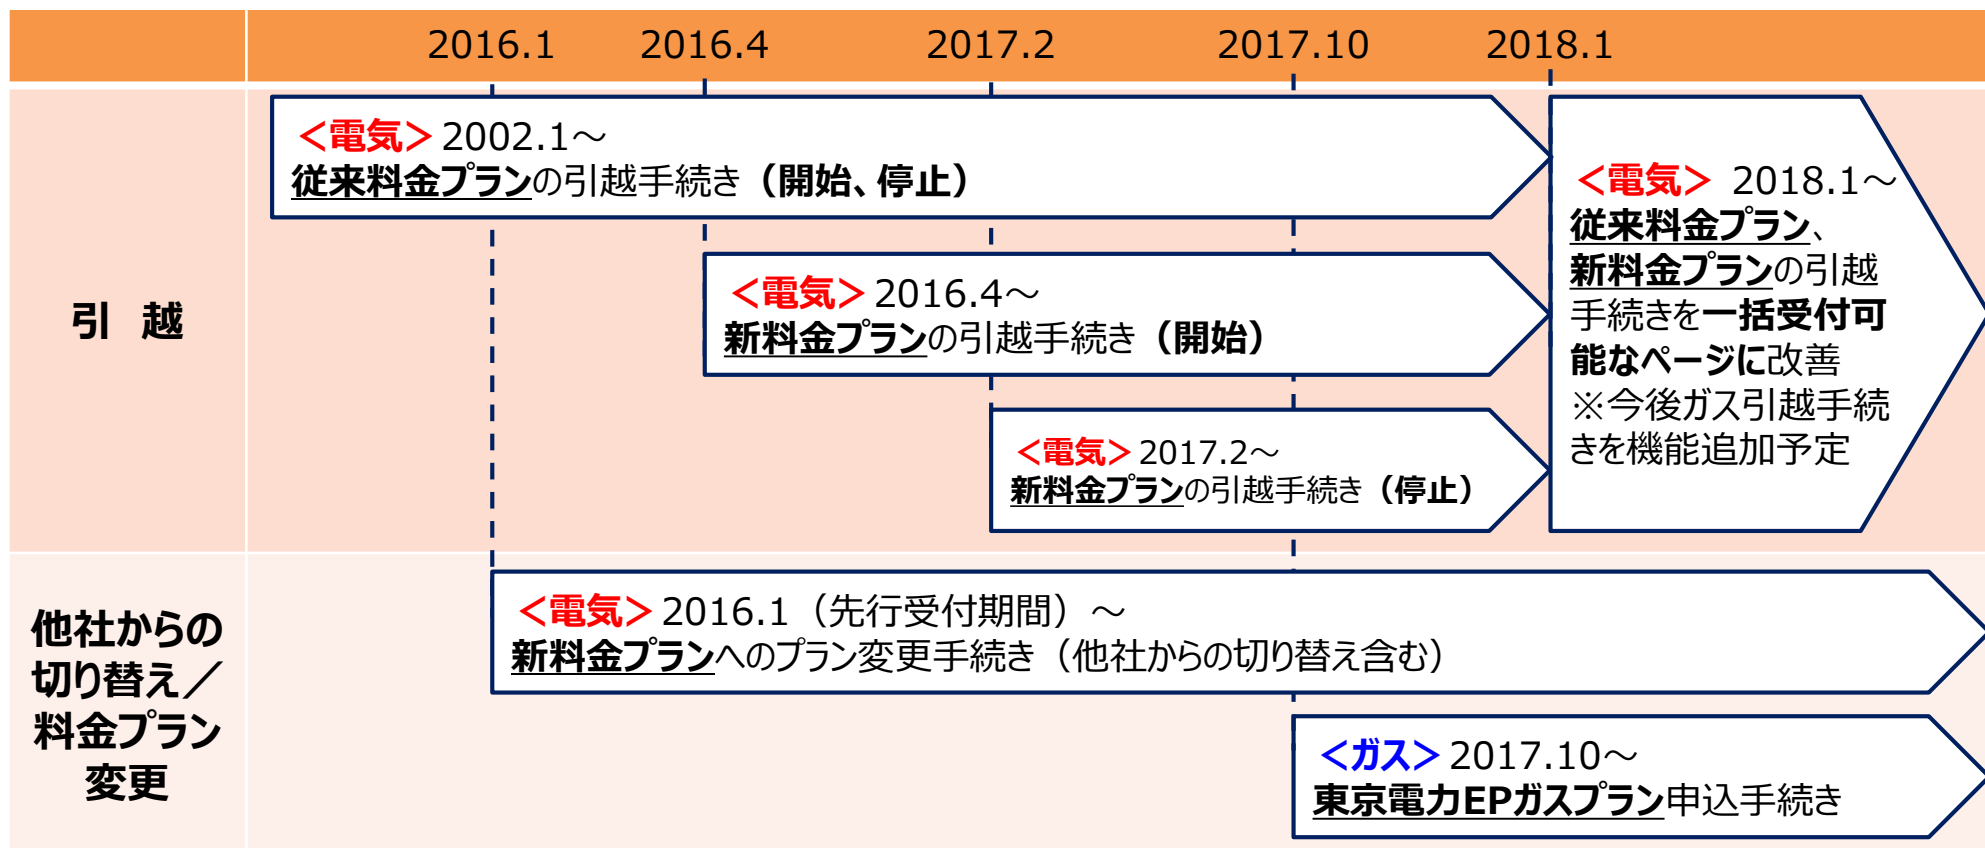 2016.1 2016.4 2017.2 2017.10 2018.1
引 越
＜電気＞2002.1～
従来料金プランの引越手続き（開始、停止）
＜電気＞2016.4～
新料金プランの引越手続き（開始）
＜電気＞2017.2～
新料金プランの引越手続き（停止）
＜電気＞ 2018.1～
従来料金プラン、
新料金プランの引越
手続きを一括受付可
能なページに改善
※今後ガス引越手続
きを機能追加予定
他社からの
切り替え／
料金プラン
変更
＜電気＞2016.1（先行受付期間）～
新料金プランへのプラン変更手続き（他社からの切り替え含む）
＜ガス＞2017.10～
東京電力EPガスプラン申込手続き